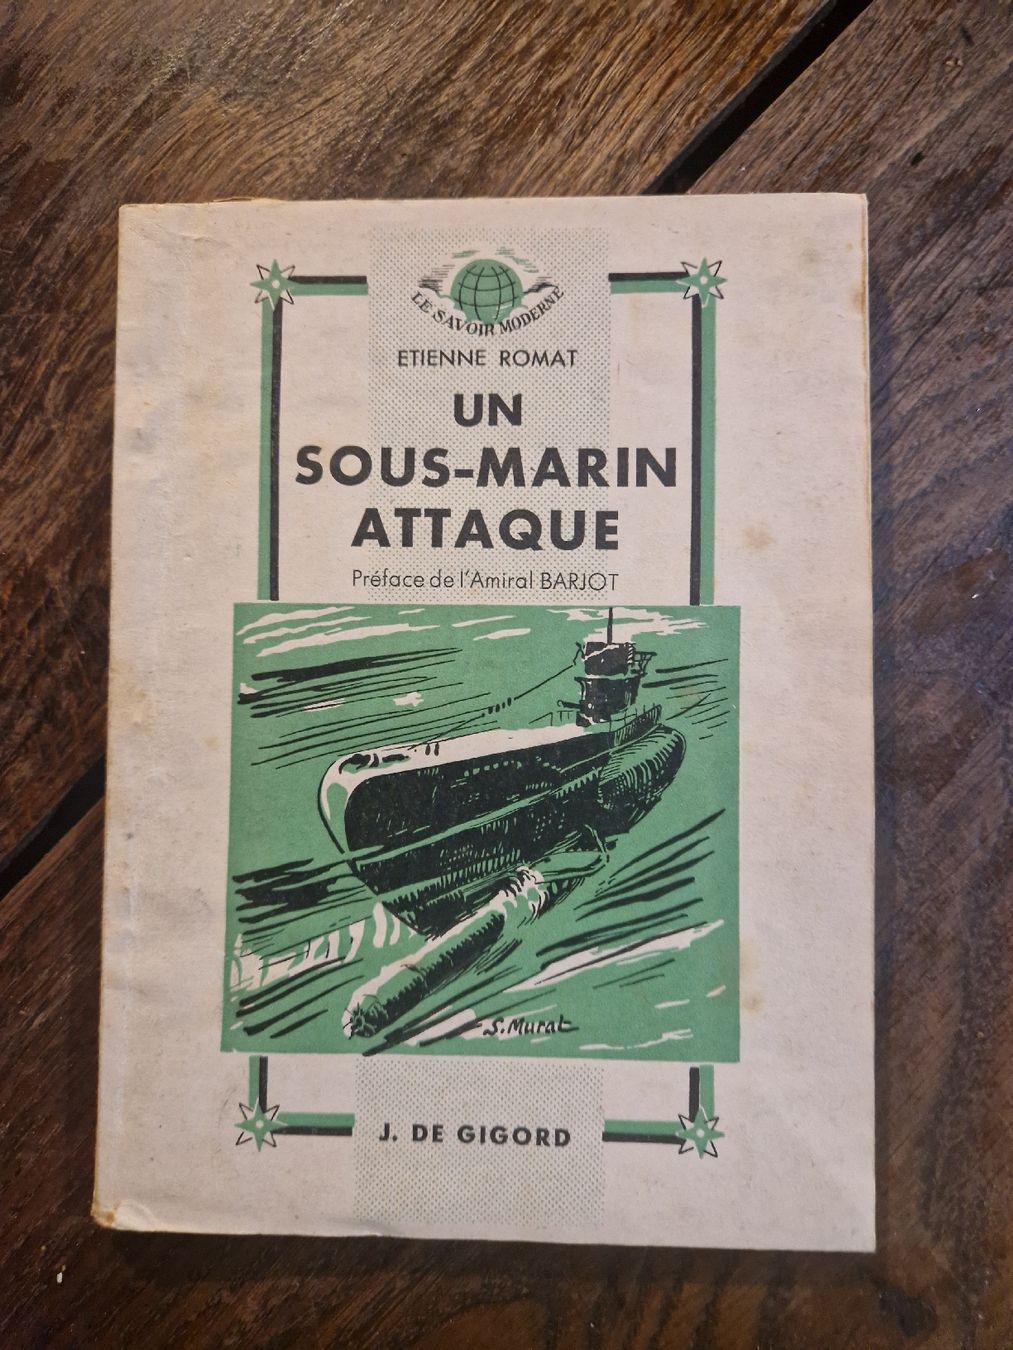 LE SAVOIR MODERNE
ETIENNE ROMAT
UN
SOUS-MARIN
ATTAQUE
Préface de l'Amiral BARJOT
S. Murat
J. DE GIGORD